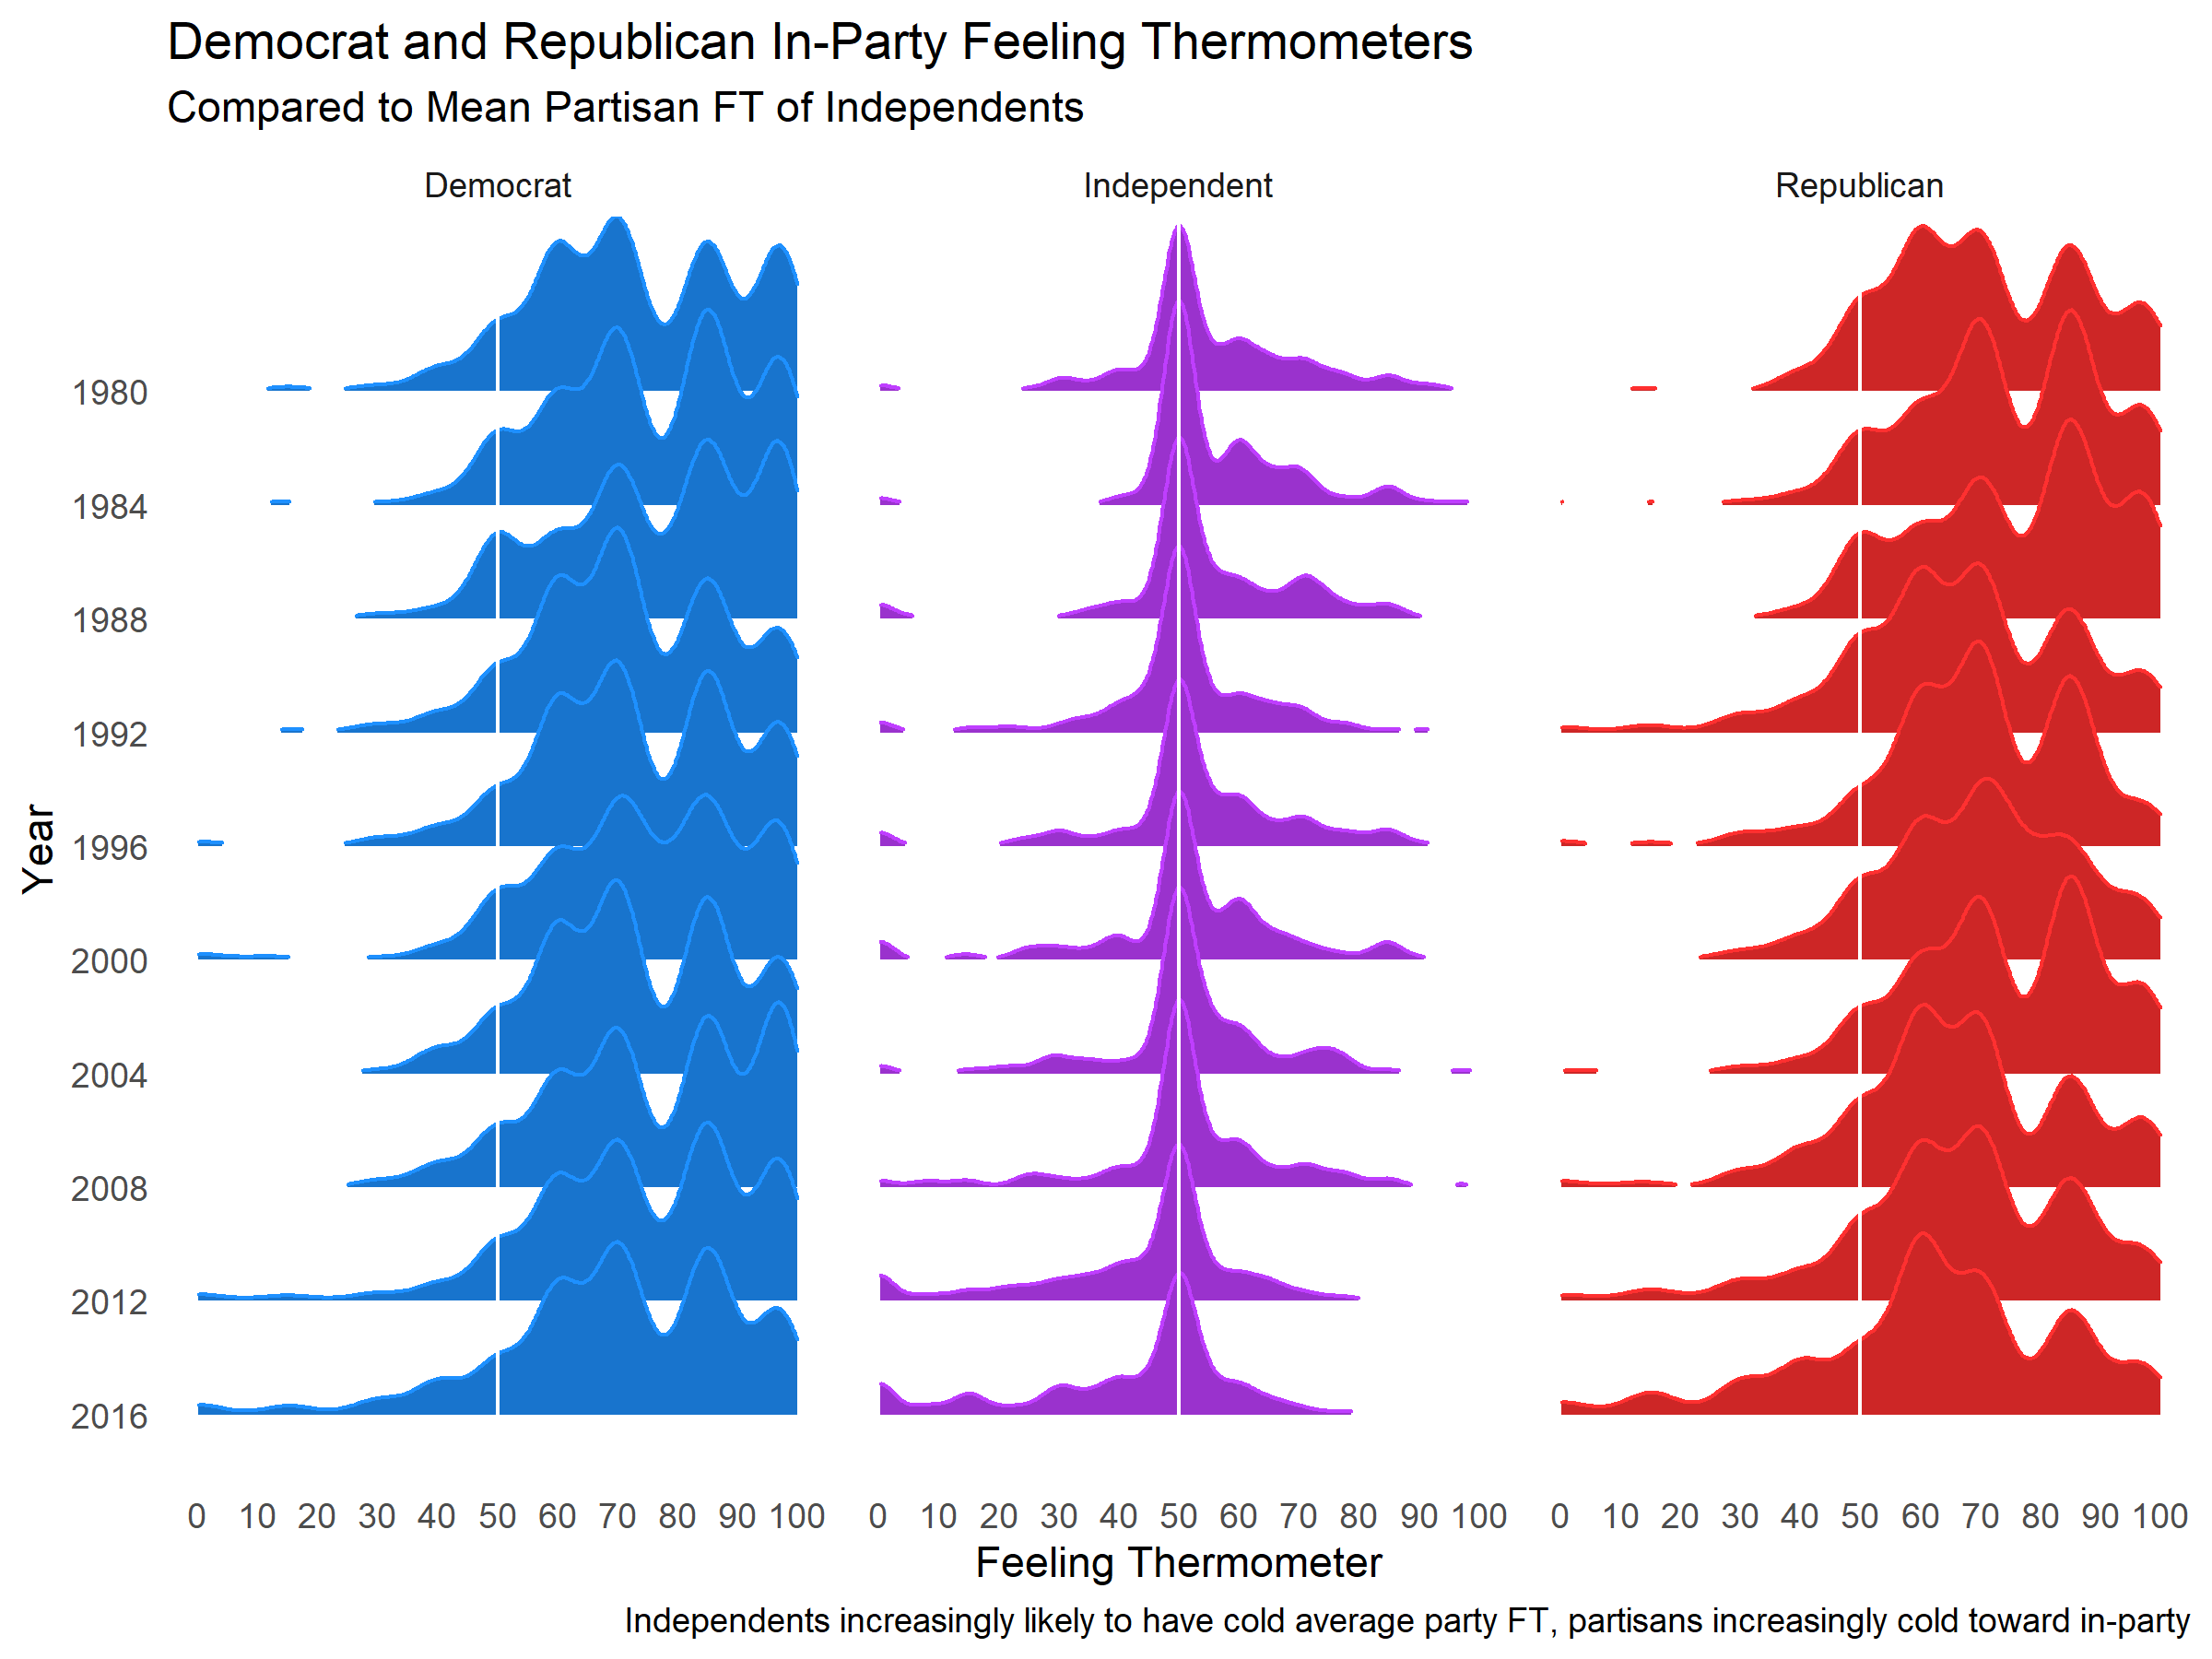 Democrat and Republican In-Party Feeling Thermometers
Compared to Mean Partisan FT of Independents
Democrat Independent Republican
1980
1984
1988
1992
1996
2000
2004
2008
2012
2016
Year
0 10 20 30 40 50 60 70 80 90 100 0 10 20 30 40 50 60 70 80 90 100 0 10 20 30 40 50 60 70 80 90 100
Feeling Thermometer
Independents increasingly likely to have cold average party FT, partisans increasingly cold toward in-party